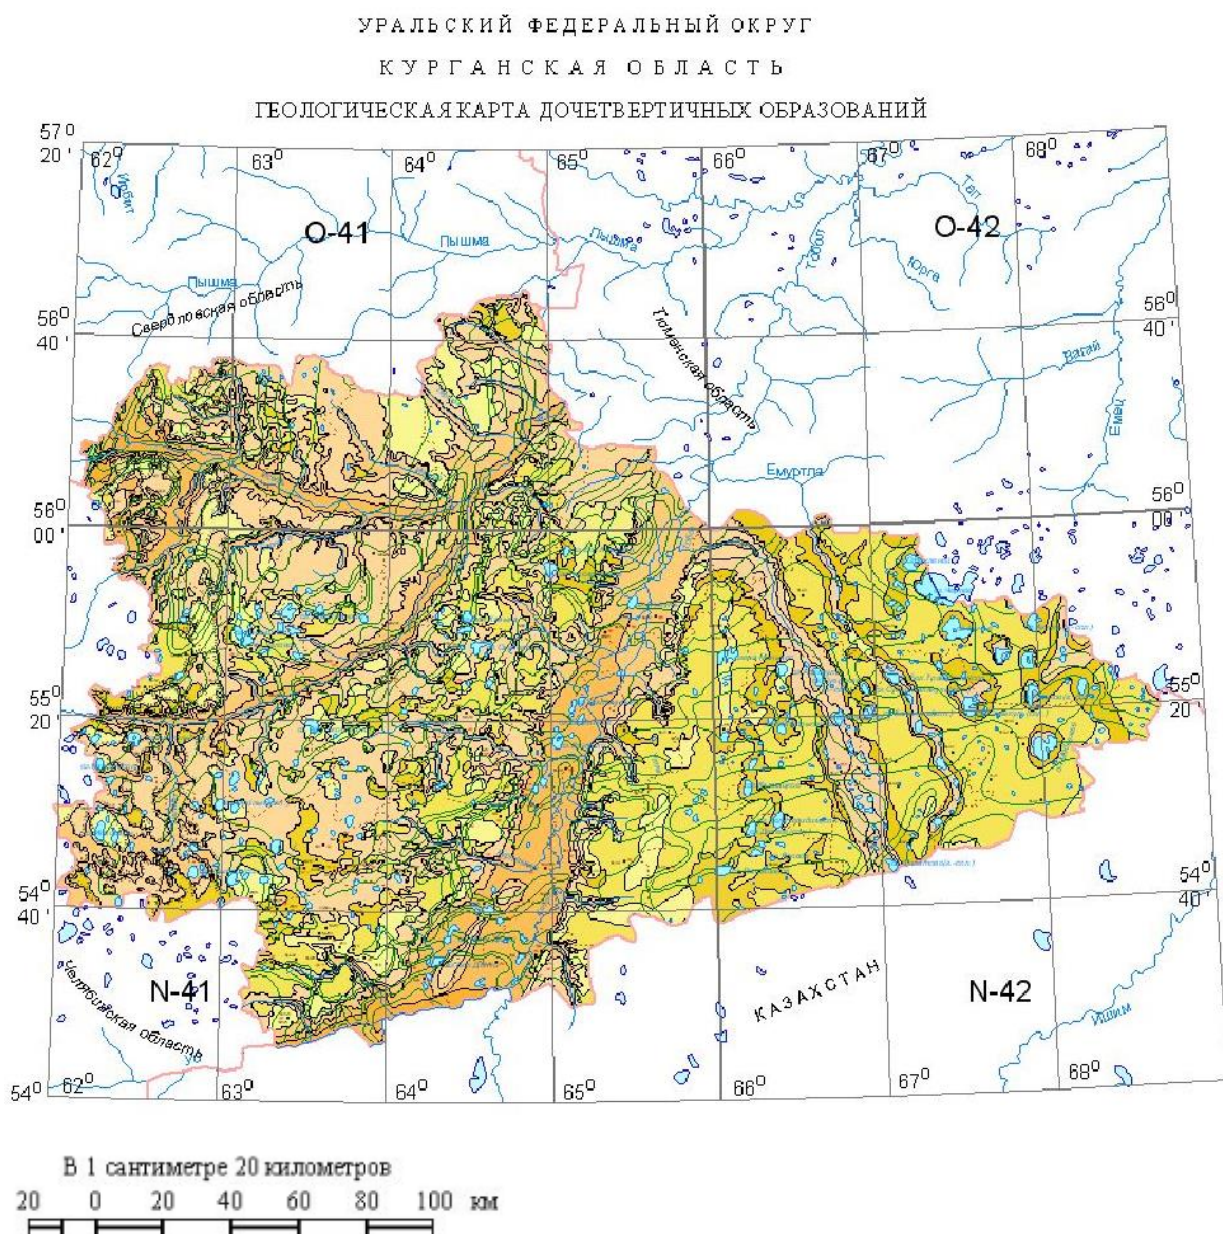 УРАЛЬСКИЙ ФЕДЕРАЛЬНЫЙ ОКРУГ
КУРГАНСКАЯ ОБЛАСТЬ
ГЕОЛОГИЧЕСКАЯ КАРТА ДОЧЕТВЕРТИЧНЫХ ОБРАЗОВАНИЙ
57⁰ 20'
62⁰ 63⁰ 64⁰ 65⁰ 66⁰ 67⁰ 68⁰
Ирбит
Тап
О-41
О-42
Пышма
Пышма
Тобол
Юрга
Пышма
Свердловская область
56⁰ 40'
56⁰ 40'
Тюменская область
Вагай
Емец
Емуртла
56⁰ 00'
56⁰ 00'
55⁰ 20'
55⁰ 20'
54⁰ 40'
54⁰ 40'
Челябинская область
N-41
КАЗАХСТАН
N-42
Ишим
Уй
54⁰
62⁰ 63⁰ 64⁰ 65⁰ 66⁰ 67⁰ 68⁰
В 1 сантиметре 20 километров
20 0 20 40 60 80 100 км